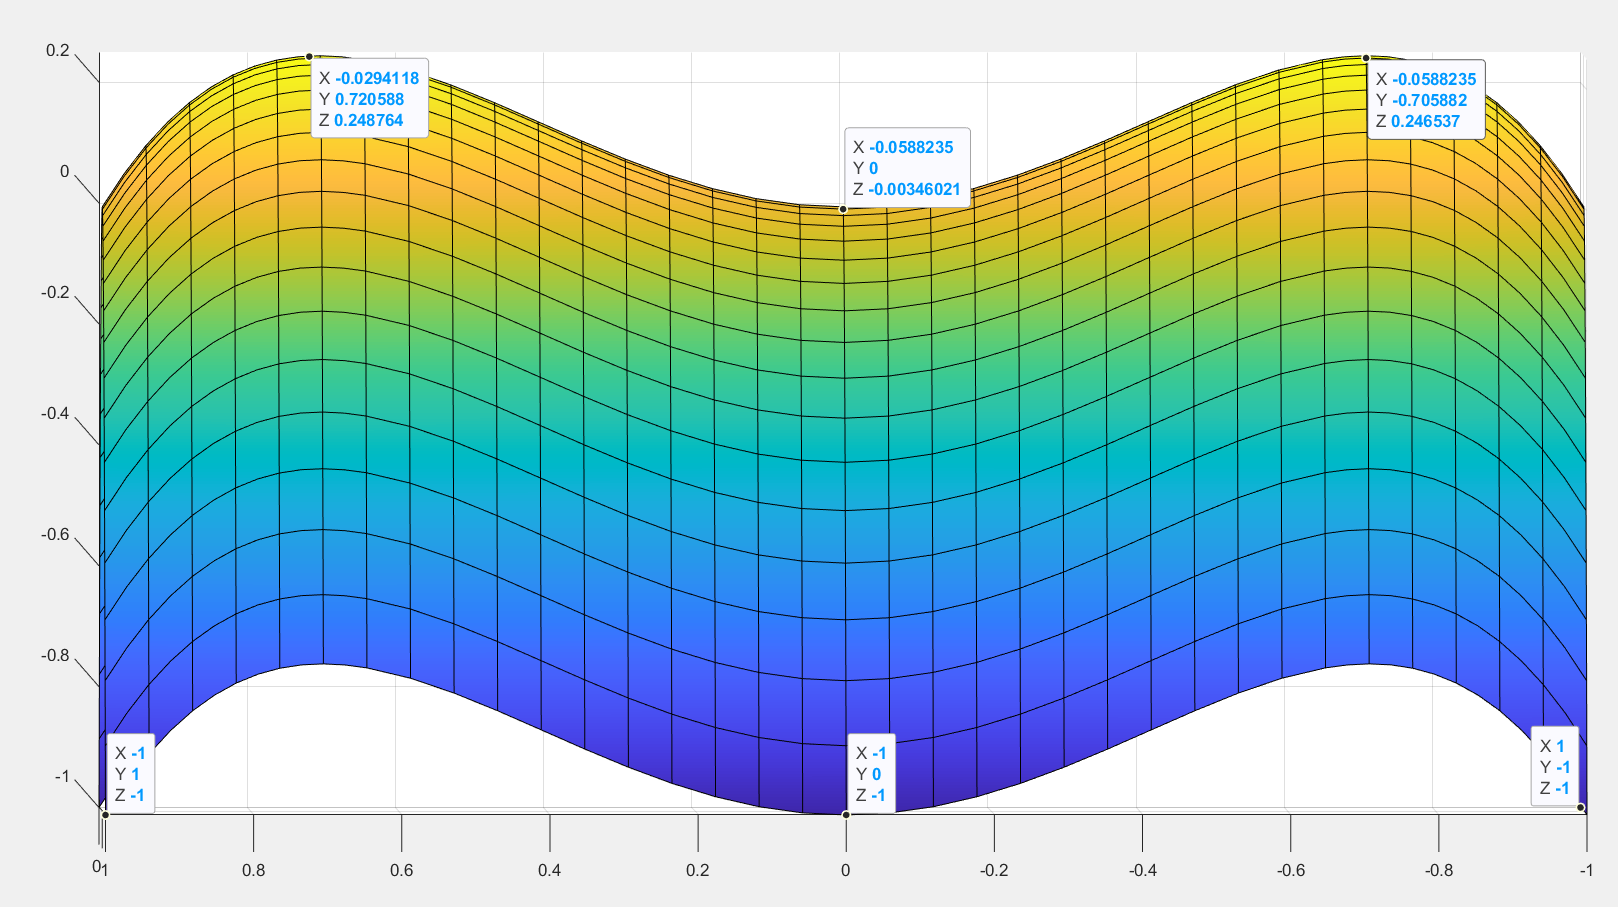 0.2
0
-0.2
-0.4
-0.6
-0.8
-1
X -0.0294118
Y 0.720588
Z 0.248764
X -0.0588235
Y 0
Z -0.00346021
X -0.0588235
Y -0.705882
Z 0.246537
X -1
Y 1
Z -1
X -1
Y 0
Z -1
X 1
Y -1
Z -1
0 1 0.8 0.6 0.4 0.2 0 -0.2 -0.4 -0.6 -0.8 -1